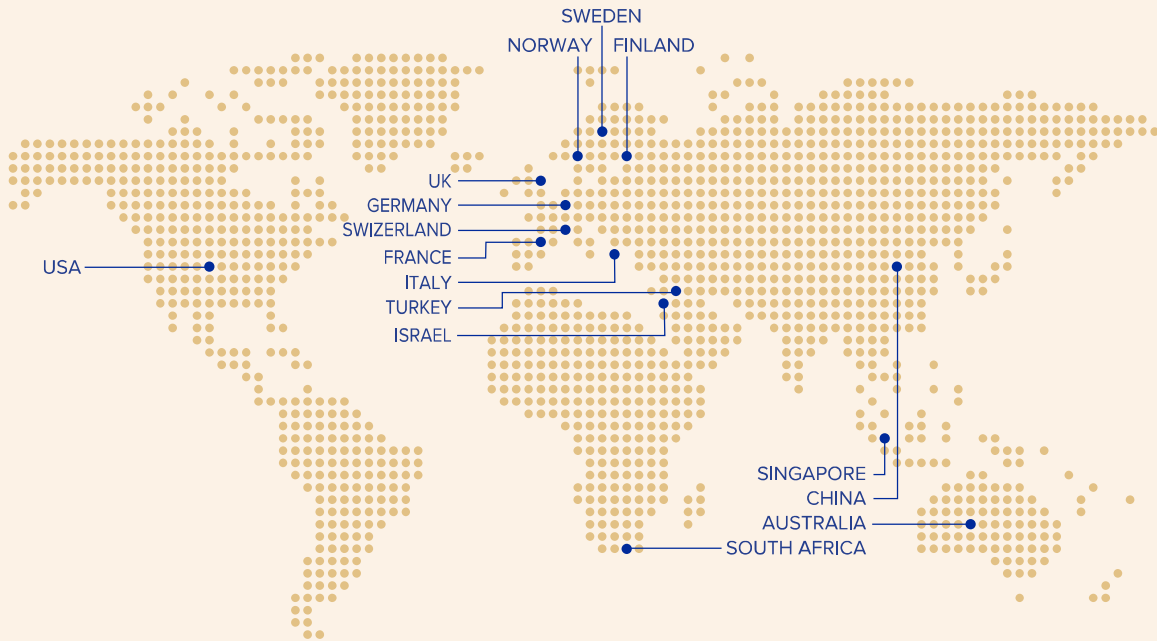 SWEDEN
NORWAY
FINLAND
UK
GERMANY
SWIZERLAND
FRANCE
USA
ITALY
TURKEY
ISRAEL
SINGAPORE
CHINA
AUSTRALIA
SOUTH AFRICA